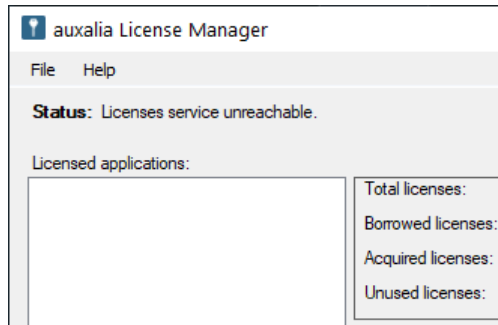 auxalia License Manager
File Help
Status: Licenses service unreachable.
Licensed applications:
Total licenses:
Borrowed licenses:
Acquired licenses:
Unused licenses: